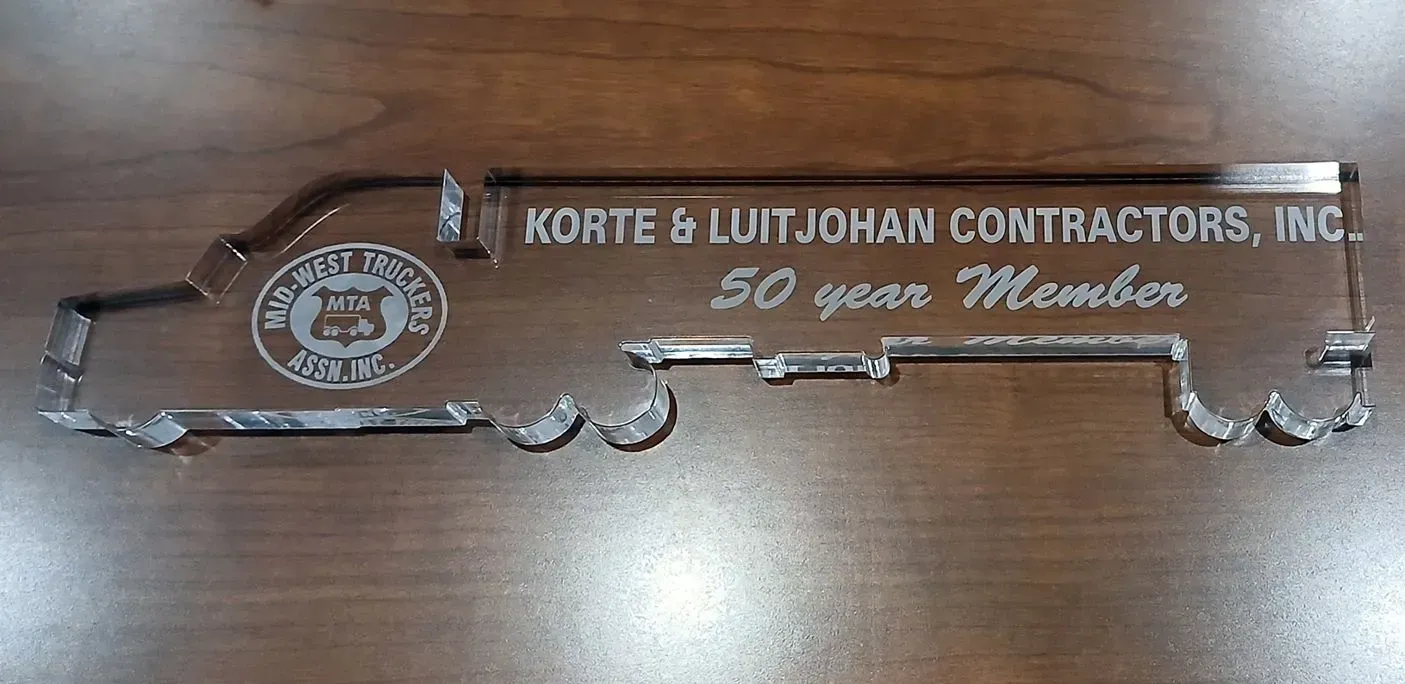 KORTE & LUITJOHAN CONTRACTORS, INC.
50 year Member
MID-WEST TRUCKERS
MTA
ASSN. INC.